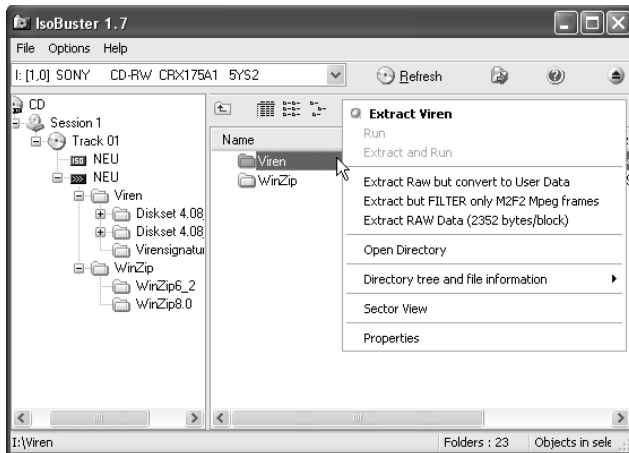 IsoBuster 1.7
File Options Help
I: [1,0] SONY CD-RW CRX175A1 5YS2
Refresh
CD
Session 1
Track 01
ISO NEU
NEU
Viren
Diskset 4.08
Diskset 4.08
Virensignatu
WinZip
WinZip6_2
WinZip8.0
Name
Viren
WinZip
Extract Viren
Run
Extract and Run
Extract Raw but convert to User Data
Extract but FILTER only M2F2 Mpeg frames
Extract RAW Data (2352 bytes/block)
Open Directory
Directory tree and file information
Sector View
Properties
I:\Viren
Folders : 23 Objects in sele